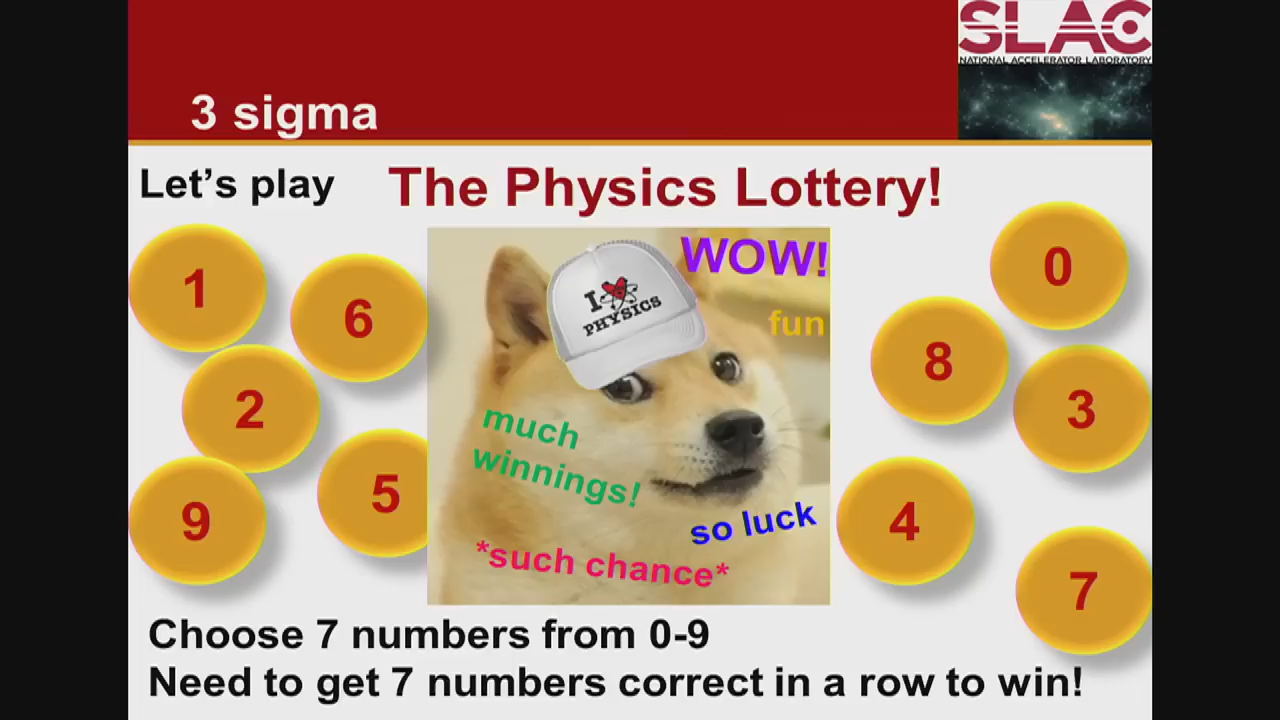 SLAC
NATIONAL ACCELERATOR LABORATORY
3 sigma
Let's play
The Physics Lottery!
1
6
2
9
5
WOW!
fun
I
PHYSICS
much
winnings!
so luck
*such chance*
0
8
3
4
7
Choose 7 numbers from 0-9
Need to get 7 numbers correct in a row to win!